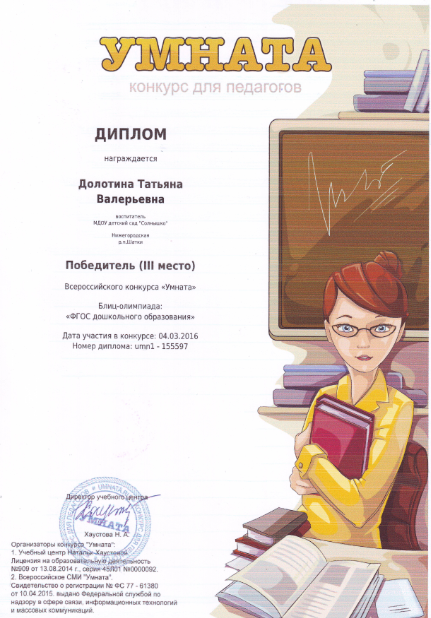 УМНАТА
конкурс для педагогов
ДИПЛОМ
награждается
Долотина Татьяна
Валерьевна
воспитатель
МБДОУ детский сад "Солнышко"
Нижегородская
р.п.Шатки
Победитель (III место)
Всероссийского конкурса «Умната»
Блиц-олимпиада:
«ФГОС дошкольного образования»
Дата участия в конкурсе: 04.03.2016
Номер диплома: umn1 - 155597
Директор учебного центра
УМНАТА
Хаустова Н. А.
Организаторы конкурса "Умната":
1. Учебный центр Натальи Хаустовой.
Лицензия на образовательную деятельность
№909 от 13.08.2014 г., серия 48Л01 №0000992.
2. Всероссийское СМИ "Умната".
Свидетельство о регистрации № ФС 77 - 61380
от 10.04.2015. выдано Федеральной службой по
надзору в сфере связи, информационных технологий
и массовых коммуникаций.